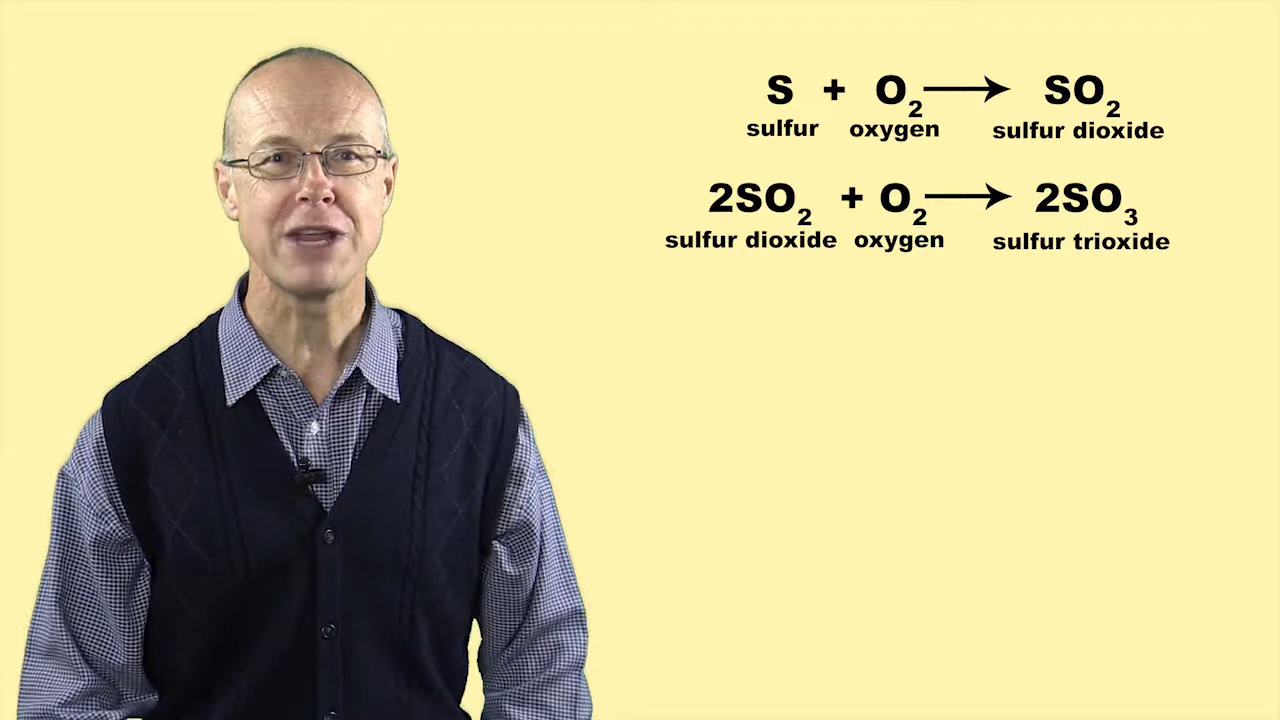 S + O₂ ⟶ SO₂
sulfur oxygen sulfur dioxide
2SO₂ + O₂ ⟶ 2SO₃
sulfur dioxide oxygen sulfur trioxide